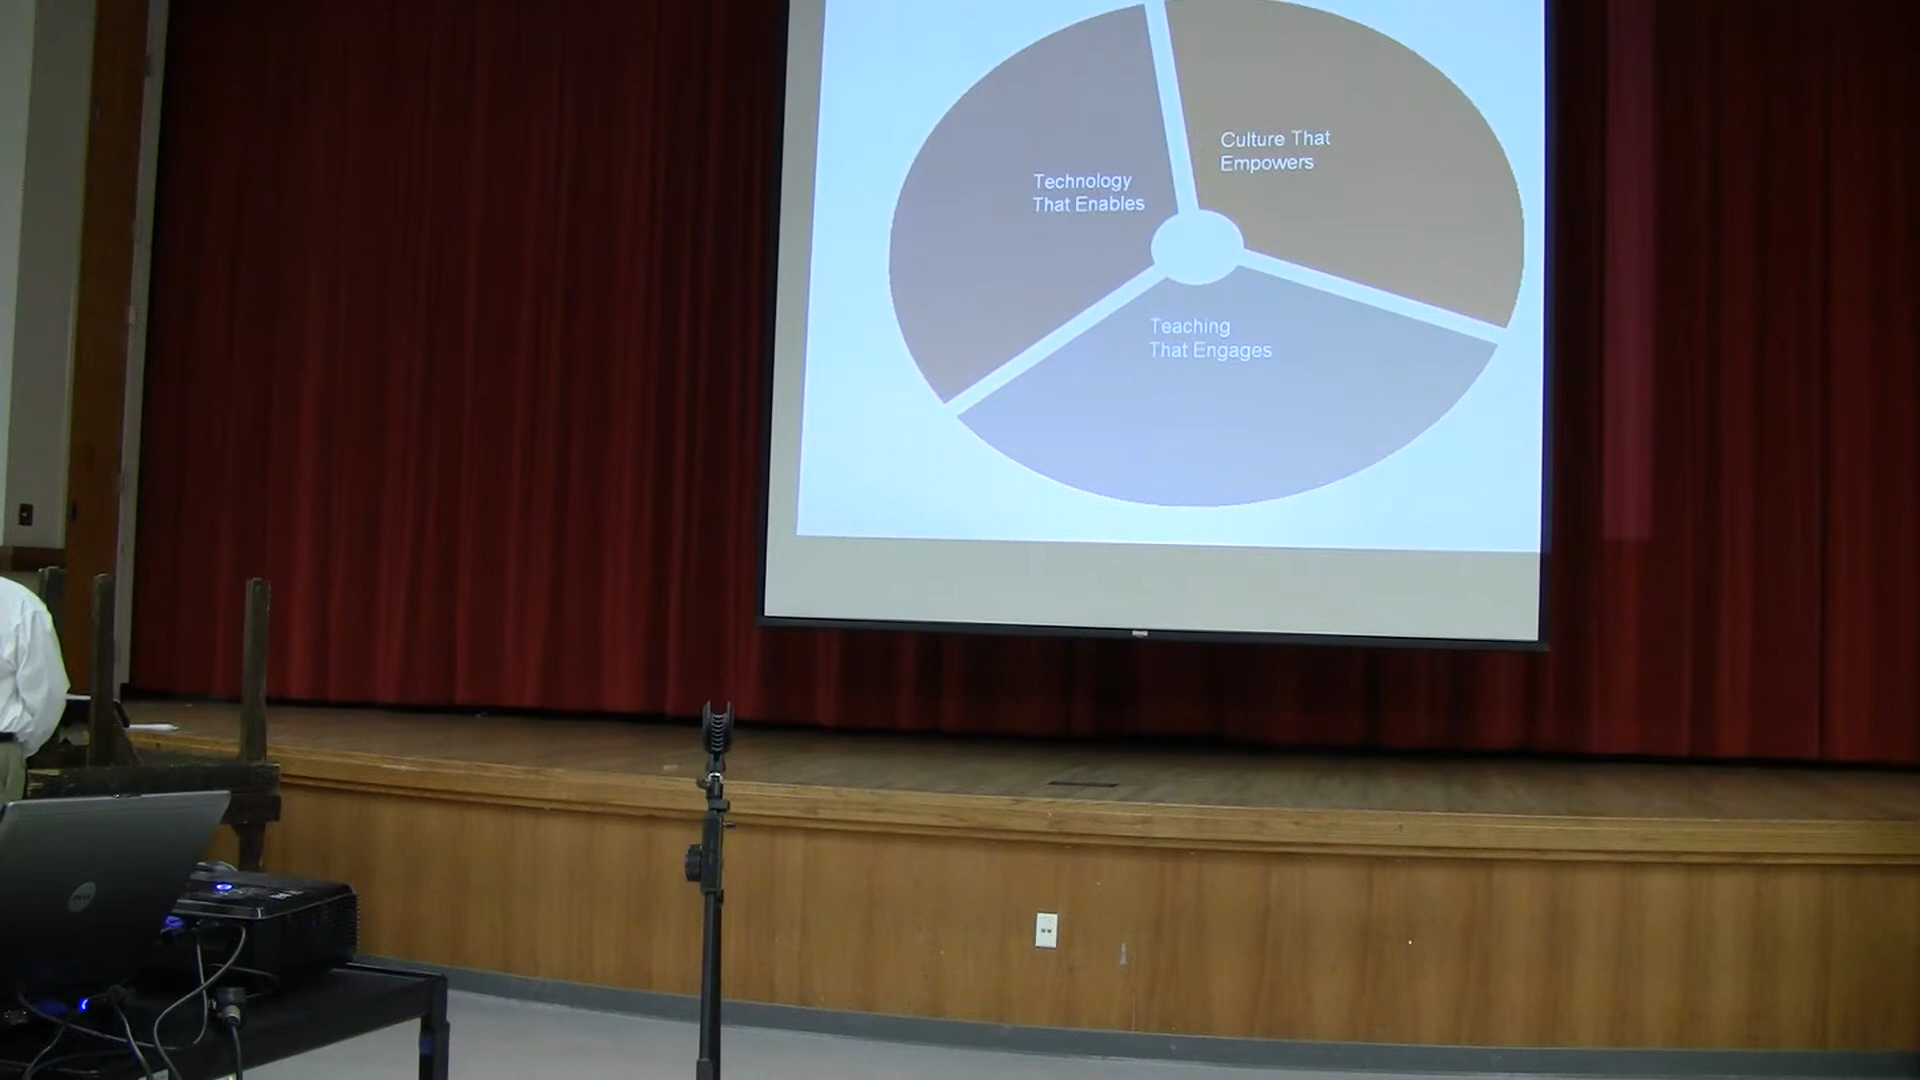 Culture That
Empowers
Technology
That Enables
Teaching
That Engages